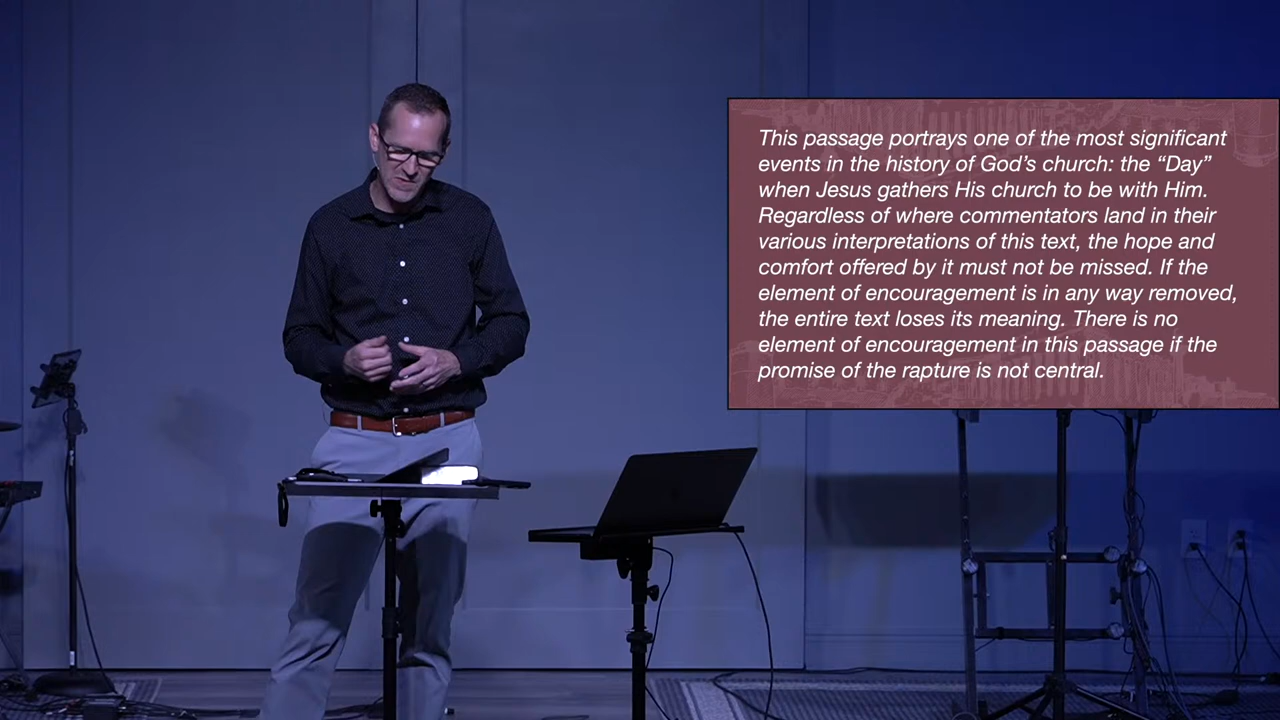 This passage portrays one of the most significant
events in the history of God’s church: the “Day”
when Jesus gathers His church to be with Him.
Regardless of where commentators land in their
various interpretations of this text, the hope and
comfort offered by it must not be missed. If the
element of encouragement is in any way removed,
the entire text loses its meaning. There is no
element of encouragement in this passage if the
promise of the rapture is not central.